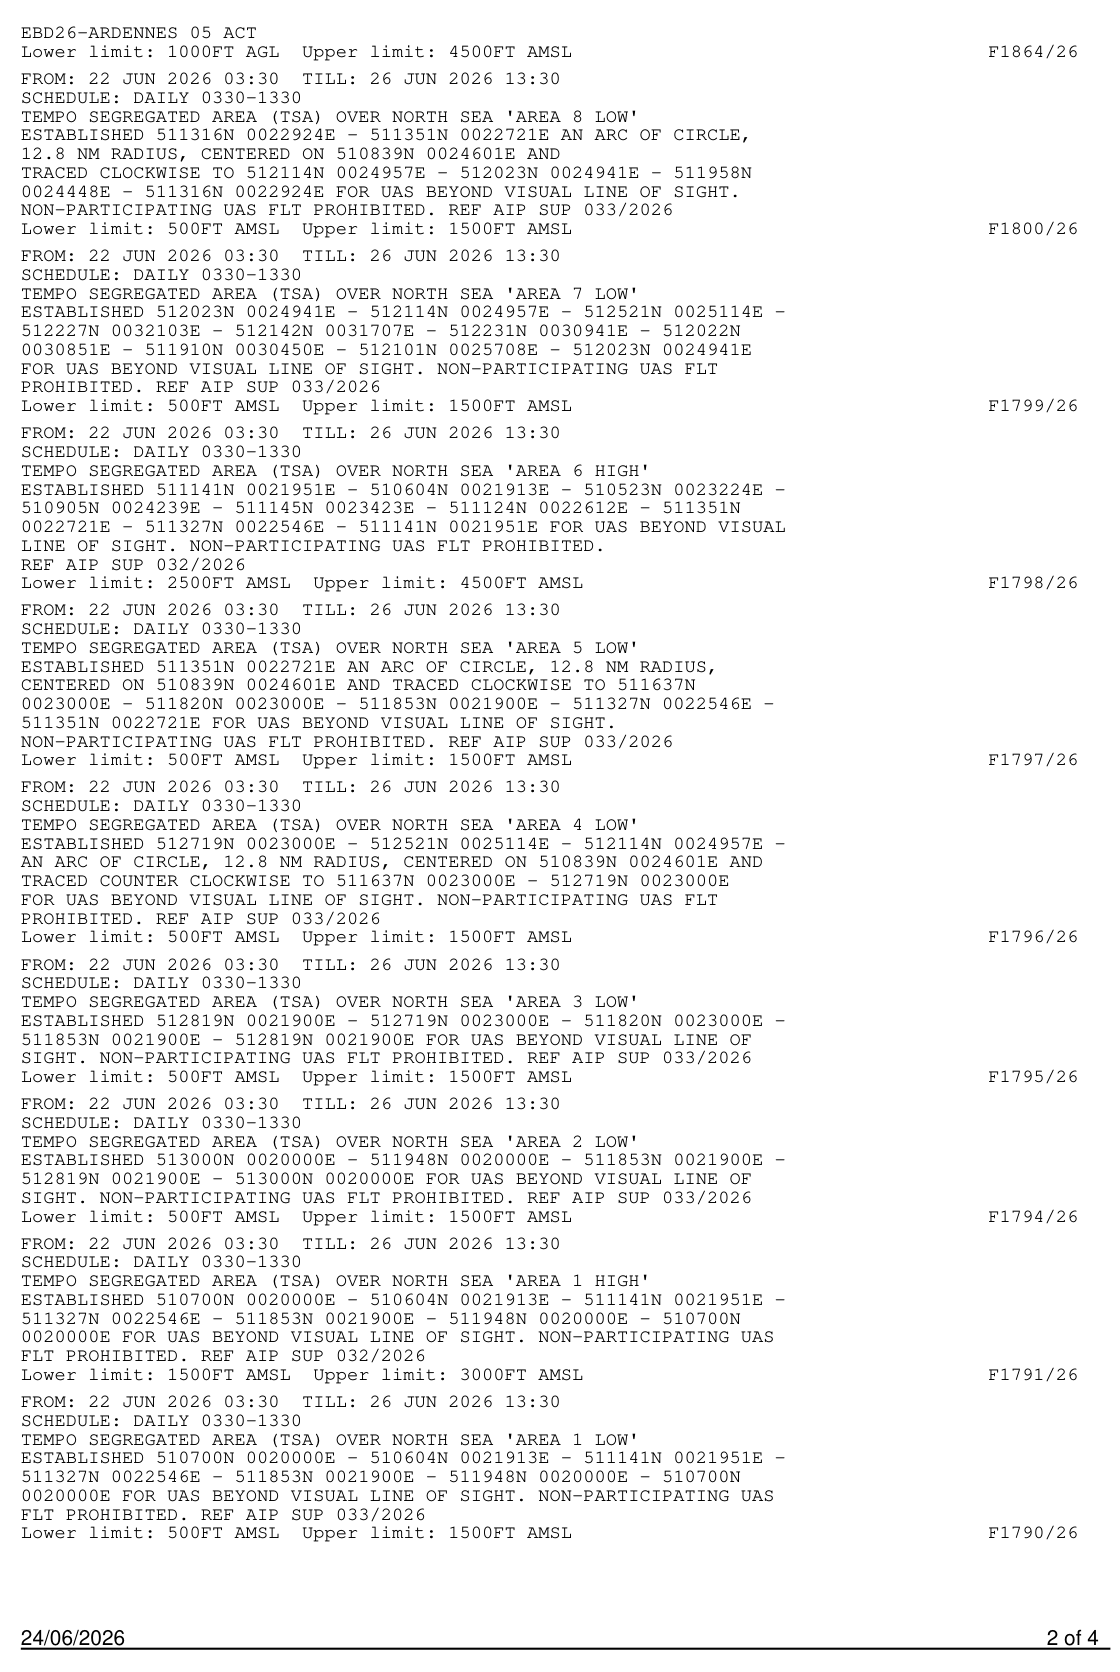 EBD26-ARDENNES 05 ACT
Lower limit: 1000FT AGL  Upper limit: 4500FT AMSL F1864/26
FROM: 22 JUN 2026 03:30  TILL: 26 JUN 2026 13:30
SCHEDULE: DAILY 0330-1330
TEMPO SEGREGATED AREA (TSA) OVER NORTH SEA 'AREA 8 LOW'
ESTABLISHED 511316N 0022924E - 511351N 0022721E AN ARC OF CIRCLE,
12.8 NM RADIUS, CENTERED ON 510839N 0024601E AND
TRACED CLOCKWISE TO 512114N 0024957E - 512023N 0024941E - 511958N
0024448E - 511316N 0022924E FOR UAS BEYOND VISUAL LINE OF SIGHT.
NON-PARTICIPATING UAS FLT PROHIBITED. REF AIP SUP 033/2026
Lower limit: 500FT AMSL  Upper limit: 1500FT AMSL F1800/26
FROM: 22 JUN 2026 03:30  TILL: 26 JUN 2026 13:30
SCHEDULE: DAILY 0330-1330
TEMPO SEGREGATED AREA (TSA) OVER NORTH SEA 'AREA 7 LOW'
ESTABLISHED 512023N 0024941E - 512114N 0024957E - 512521N 0025114E -
512227N 0032103E - 512142N 0031707E - 512231N 0030941E - 512022N
0030851E - 511910N 0030450E - 512101N 0025708E - 512023N 0024941E
FOR UAS BEYOND VISUAL LINE OF SIGHT. NON-PARTICIPATING UAS FLT
PROHIBITED. REF AIP SUP 033/2026
Lower limit: 500FT AMSL  Upper limit: 1500FT AMSL F1799/26
FROM: 22 JUN 2026 03:30  TILL: 26 JUN 2026 13:30
SCHEDULE: DAILY 0330-1330
TEMPO SEGREGATED AREA (TSA) OVER NORTH SEA 'AREA 6 HIGH'
ESTABLISHED 511141N 0021951E - 510604N 0021913E - 510523N 0023224E -
510905N 0024239E - 511145N 0023423E - 511124N 0022612E - 511351N
0022721E - 511327N 0022546E - 511141N 0021951E FOR UAS BEYOND VISUAL
LINE OF SIGHT. NON-PARTICIPATING UAS FLT PROHIBITED.
REF AIP SUP 032/2026
Lower limit: 2500FT AMSL  Upper limit: 4500FT AMSL F1798/26
FROM: 22 JUN 2026 03:30  TILL: 26 JUN 2026 13:30
SCHEDULE: DAILY 0330-1330
TEMPO SEGREGATED AREA (TSA) OVER NORTH SEA 'AREA 5 LOW'
ESTABLISHED 511351N 0022721E AN ARC OF CIRCLE, 12.8 NM RADIUS,
CENTERED ON 510839N 0024601E AND TRACED CLOCKWISE TO 511637N
0023000E - 511820N 0023000E - 511853N 0021900E - 511327N 0022546E -
511351N 0022721E FOR UAS BEYOND VISUAL LINE OF SIGHT.
NON-PARTICIPATING UAS FLT PROHIBITED. REF AIP SUP 033/2026
Lower limit: 500FT AMSL  Upper limit: 1500FT AMSL F1797/26
FROM: 22 JUN 2026 03:30  TILL: 26 JUN 2026 13:30
SCHEDULE: DAILY 0330-1330
TEMPO SEGREGATED AREA (TSA) OVER NORTH SEA 'AREA 4 LOW'
ESTABLISHED 512719N 0023000E - 512521N 0025114E - 512114N 0024957E -
AN ARC OF CIRCLE, 12.8 NM RADIUS, CENTERED ON 510839N 0024601E AND
TRACED COUNTER CLOCKWISE TO 511637N 0023000E - 512719N 0023000E
FOR UAS BEYOND VISUAL LINE OF SIGHT. NON-PARTICIPATING UAS FLT
PROHIBITED. REF AIP SUP 033/2026
Lower limit: 500FT AMSL  Upper limit: 1500FT AMSL F1796/26
FROM: 22 JUN 2026 03:30  TILL: 26 JUN 2026 13:30
SCHEDULE: DAILY 0330-1330
TEMPO SEGREGATED AREA (TSA) OVER NORTH SEA 'AREA 3 LOW'
ESTABLISHED 512819N 0021900E - 512719N 0023000E - 511820N 0023000E -
511853N 0021900E - 512819N 0021900E FOR UAS BEYOND VISUAL LINE OF
SIGHT. NON-PARTICIPATING UAS FLT PROHIBITED. REF AIP SUP 033/2026
Lower limit: 500FT AMSL  Upper limit: 1500FT AMSL F1795/26
FROM: 22 JUN 2026 03:30  TILL: 26 JUN 2026 13:30
SCHEDULE: DAILY 0330-1330
TEMPO SEGREGATED AREA (TSA) OVER NORTH SEA 'AREA 2 LOW'
ESTABLISHED 513000N 0020000E - 511948N 0020000E - 511853N 0021900E -
512819N 0021900E - 513000N 0020000E FOR UAS BEYOND VISUAL LINE OF
SIGHT. NON-PARTICIPATING UAS FLT PROHIBITED. REF AIP SUP 033/2026
Lower limit: 500FT AMSL  Upper limit: 1500FT AMSL F1794/26
FROM: 22 JUN 2026 03:30  TILL: 26 JUN 2026 13:30
SCHEDULE: DAILY 0330-1330
TEMPO SEGREGATED AREA (TSA) OVER NORTH SEA 'AREA 1 HIGH'
ESTABLISHED 510700N 0020000E - 510604N 0021913E - 511141N 0021951E -
511327N 0022546E - 511853N 0021900E - 511948N 0020000E - 510700N
0020000E FOR UAS BEYOND VISUAL LINE OF SIGHT. NON-PARTICIPATING UAS
FLT PROHIBITED. REF AIP SUP 032/2026
Lower limit: 1500FT AMSL  Upper limit: 3000FT AMSL F1791/26
FROM: 22 JUN 2026 03:30  TILL: 26 JUN 2026 13:30
SCHEDULE: DAILY 0330-1330
TEMPO SEGREGATED AREA (TSA) OVER NORTH SEA 'AREA 1 LOW'
ESTABLISHED 510700N 0020000E - 510604N 0021913E - 511141N 0021951E -
511327N 0022546E - 511853N 0021900E - 511948N 0020000E - 510700N
0020000E FOR UAS BEYOND VISUAL LINE OF SIGHT. NON-PARTICIPATING UAS
FLT PROHIBITED. REF AIP SUP 033/2026
Lower limit: 500FT AMSL  Upper limit: 1500FT AMSL F1790/26
24/06/2026 2 of 4